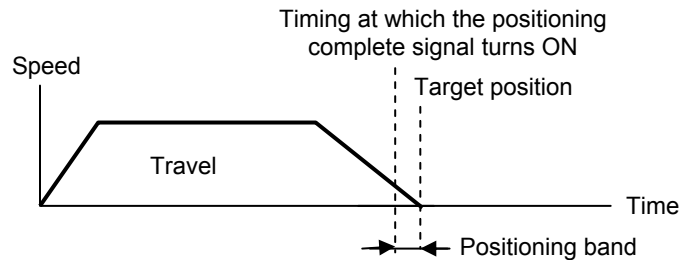 Timing at which the positioning
complete signal turns ON
Speed
Target position
Travel
Time
Positioning band